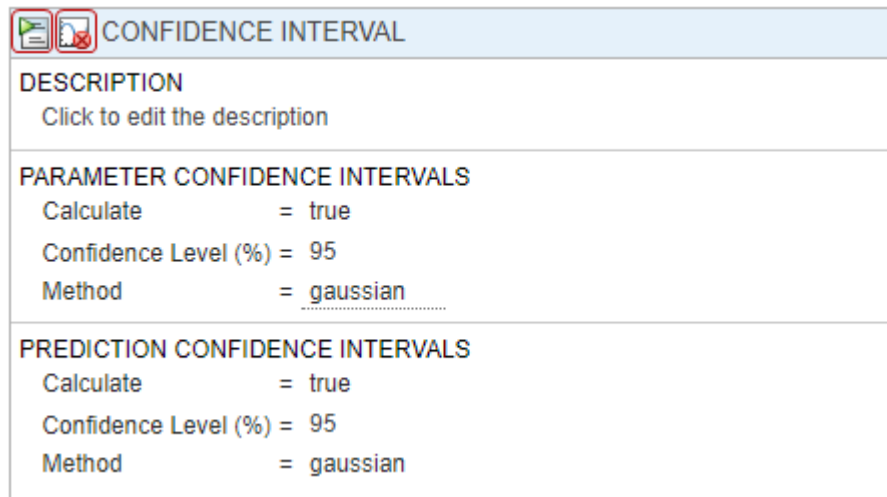 CONFIDENCE INTERVAL
DESCRIPTION
Click to edit the description
PARAMETER CONFIDENCE INTERVALS
Calculate = true
Confidence Level (%) = 95
Method = gaussian
PREDICTION CONFIDENCE INTERVALS
Calculate = true
Confidence Level (%) = 95
Method = gaussian